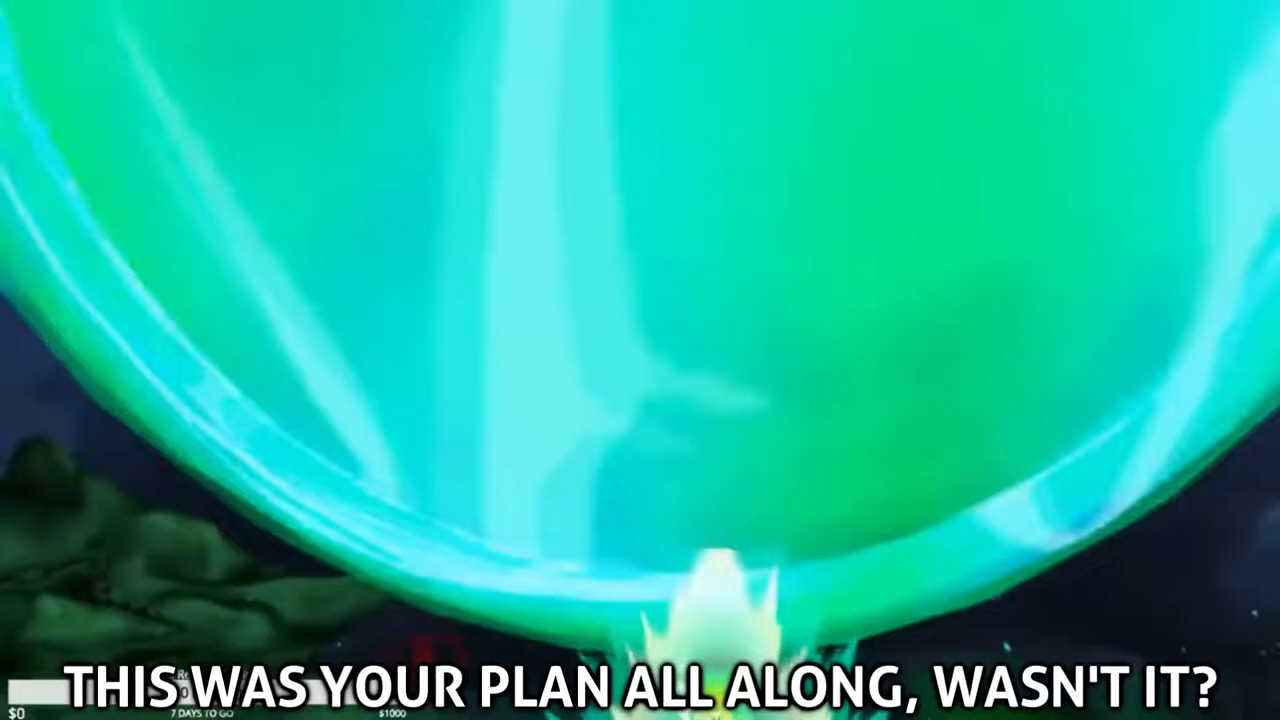 THIS WAS YOUR PLAN ALL ALONG, WASN'T IT?
$0 7 DAYS TO GO $1000